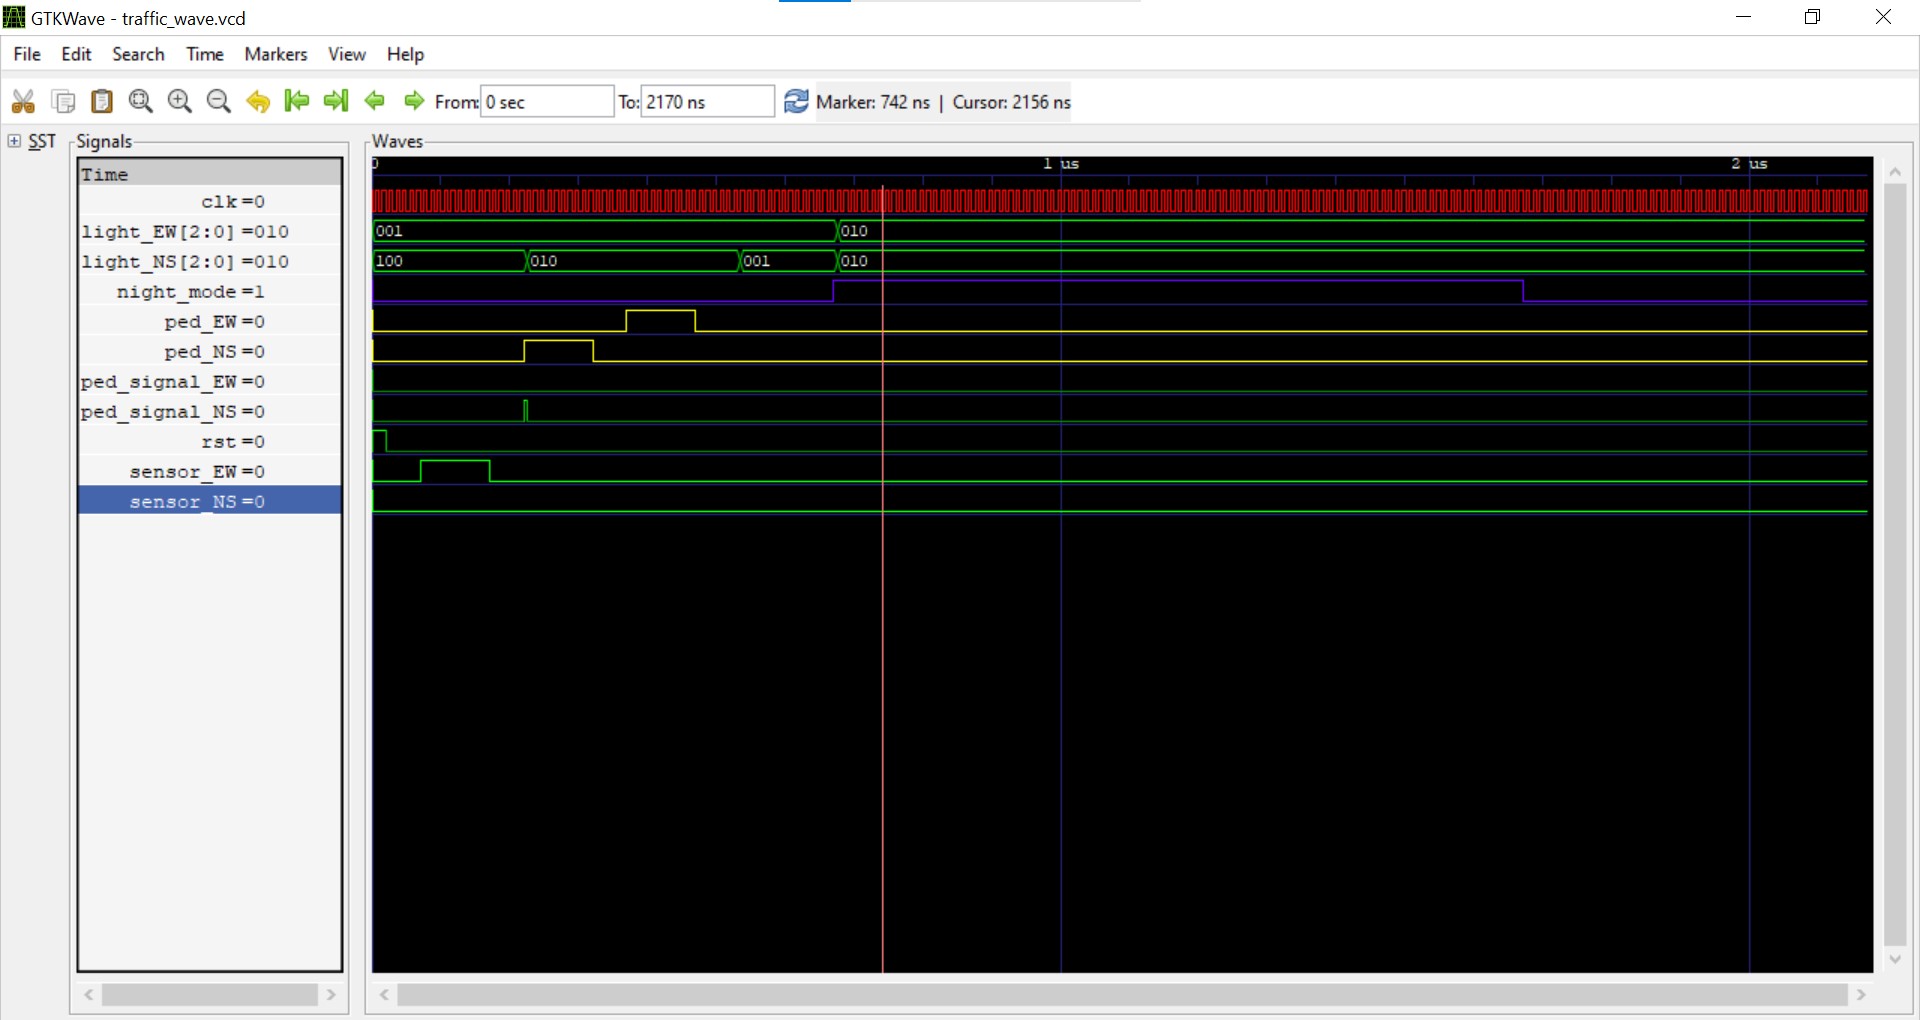 GTKWave - traffic_wave.vcd
File Edit Search Time Markers View Help
From: 0 sec To: 2170 ns Marker: 742 ns | Cursor: 2156 ns
SST
Signals
Waves
Time
0 1 us 2 us
clk=0
light_EW[2:0]=010
001 010
light_NS[2:0]=010
100 010 001 010
night_mode=1
ped_EW=0
ped_NS=0
ped_signal_EW=0
ped_signal_NS=0
rst=0
sensor_EW=0
sensor_NS=0